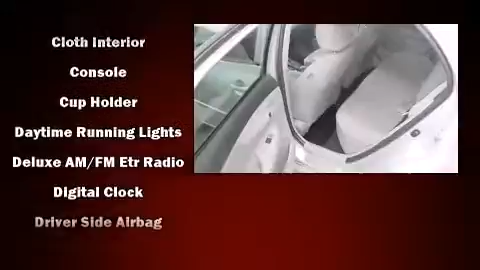 Cloth Interior
Console
Cup Holder
Daytime Running Lights
Deluxe AM/FM Etr Radio
Digital Clock
Driver Side Airbag